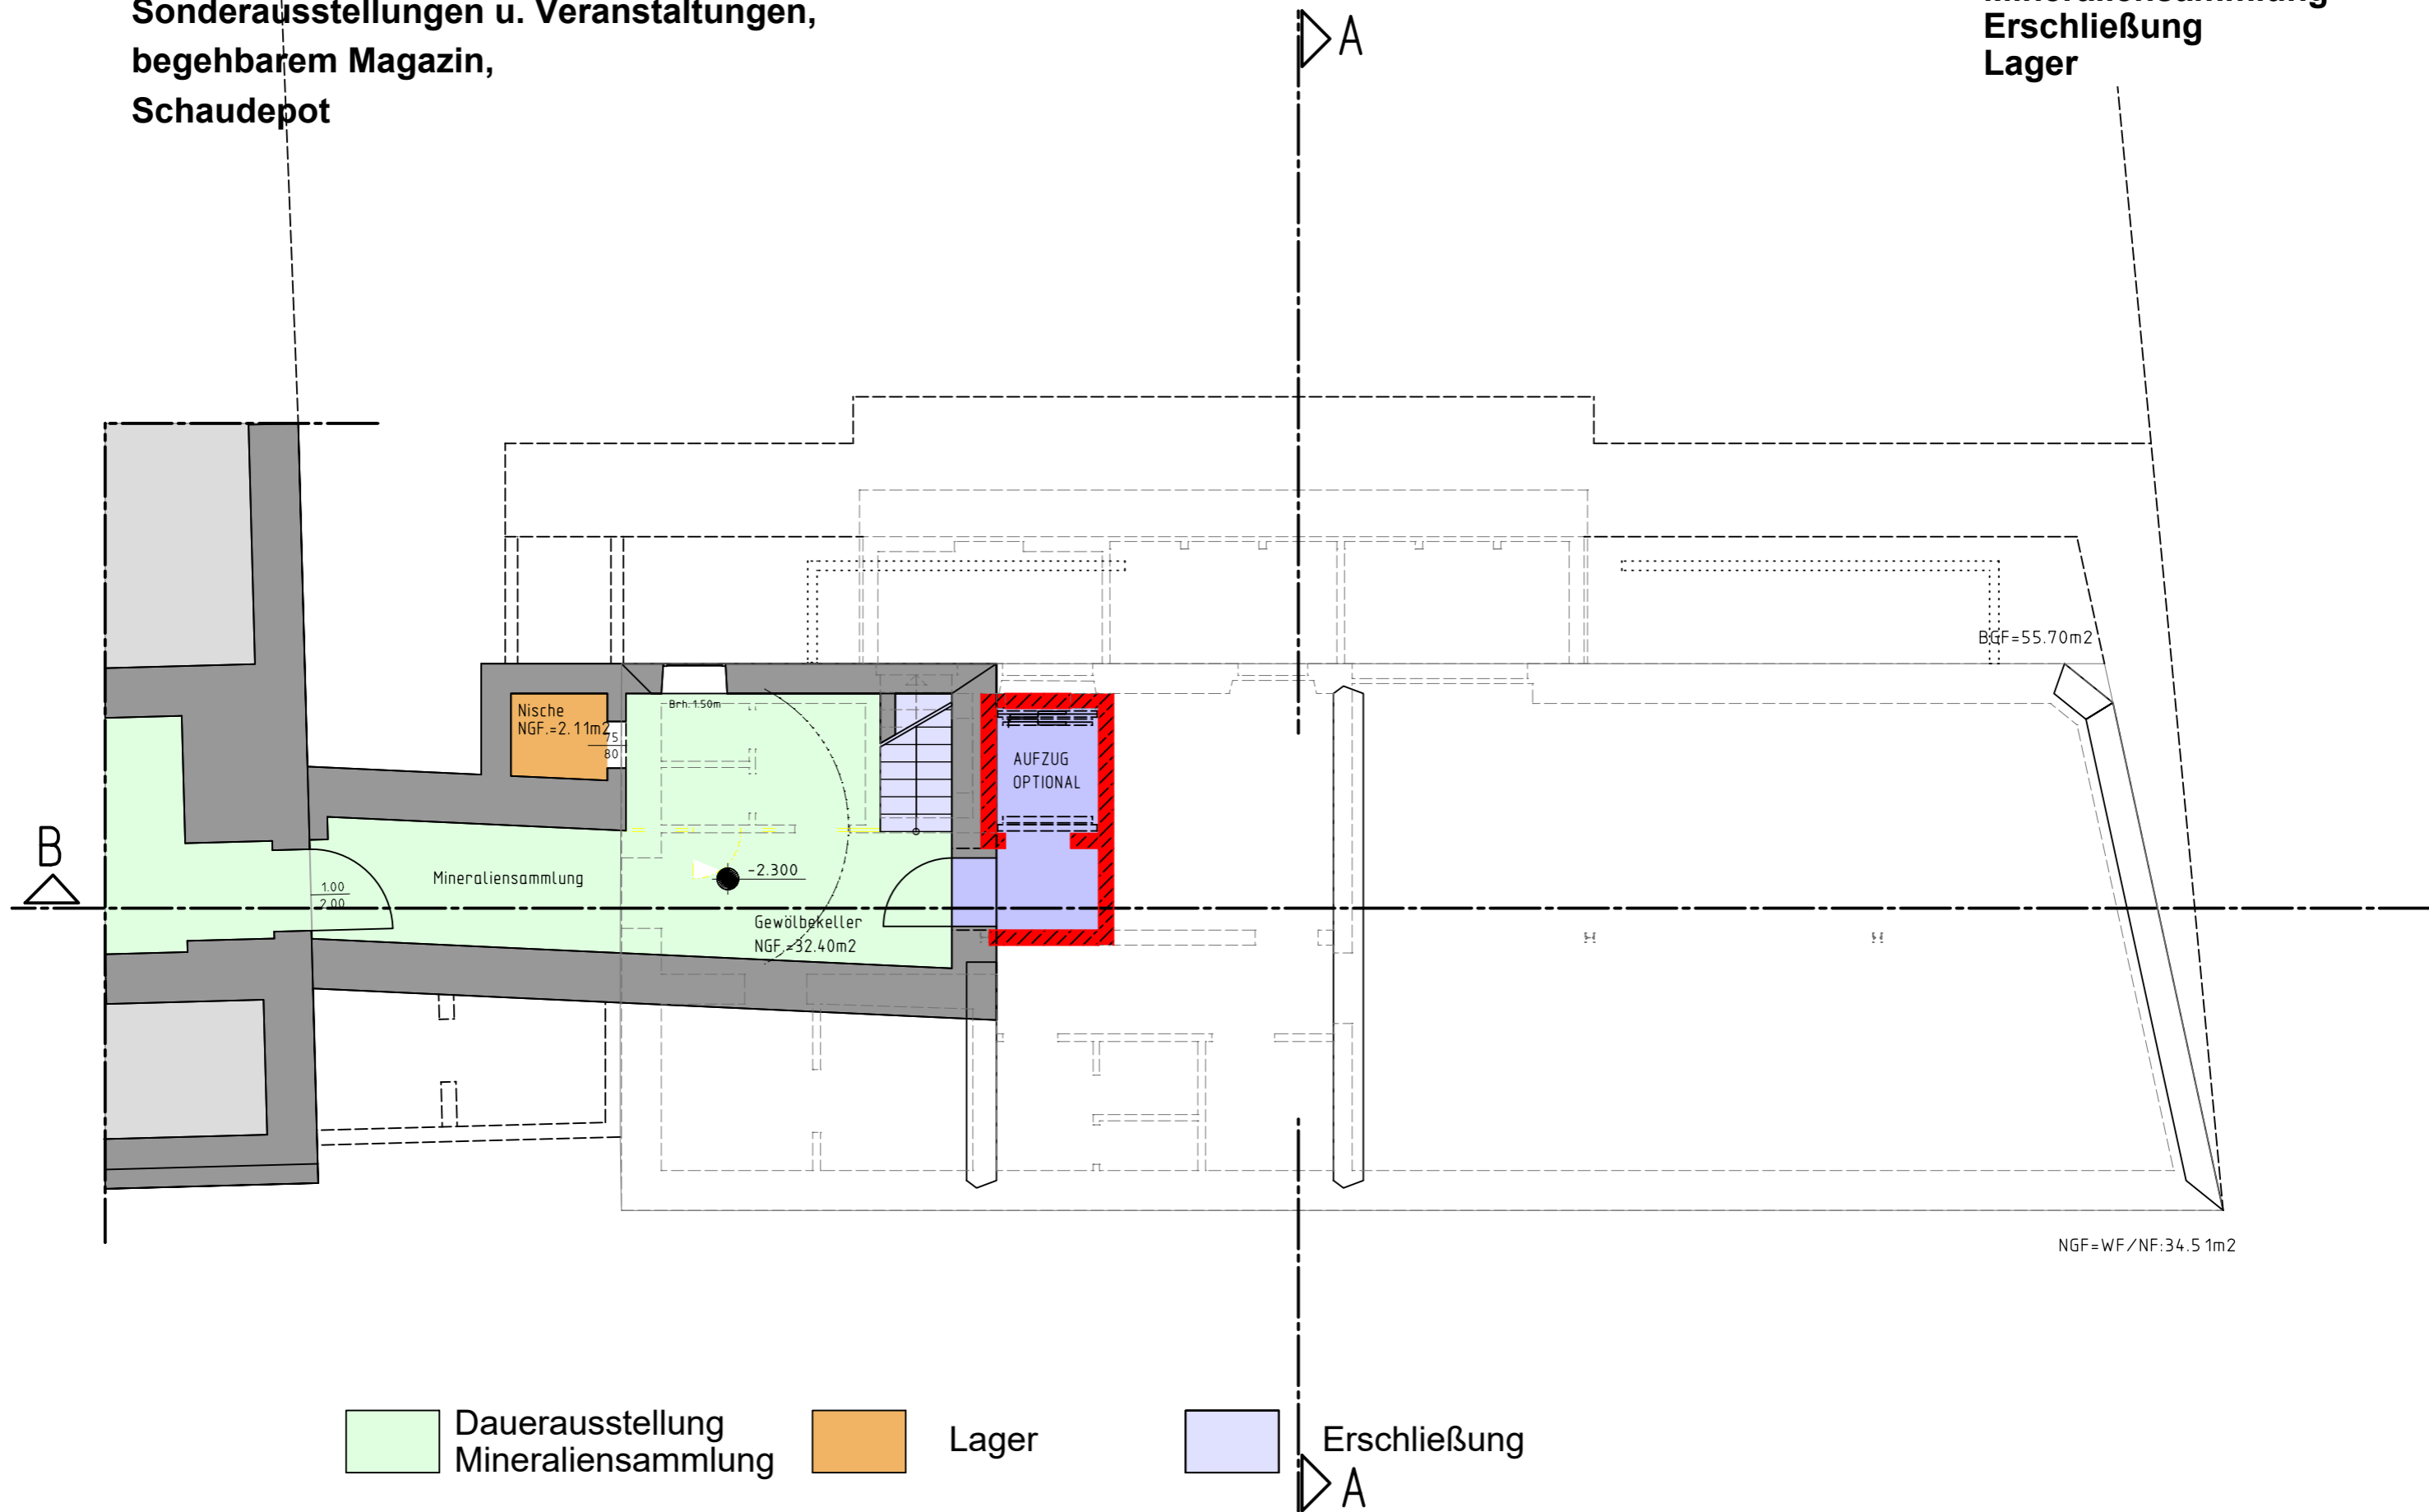 Sonderausstellungen u. Veranstaltungen,
begehbarem Magazin,
Schaudepot
A
Mineraliensammlung
Erschließung
Lager
BGF=55.70m2
Nische
NGF.=2.11m2
75
80
Brh. 1.50m
AUFZUG
OPTIONAL
B
Mineraliensammlung
-2.300
1.00
2.00
Gewölbekeller
NGF.=32.40m2
NGF=WF/NF:34.51m2
Dauerausstellung
Mineraliensammlung
Lager
Erschließung
A